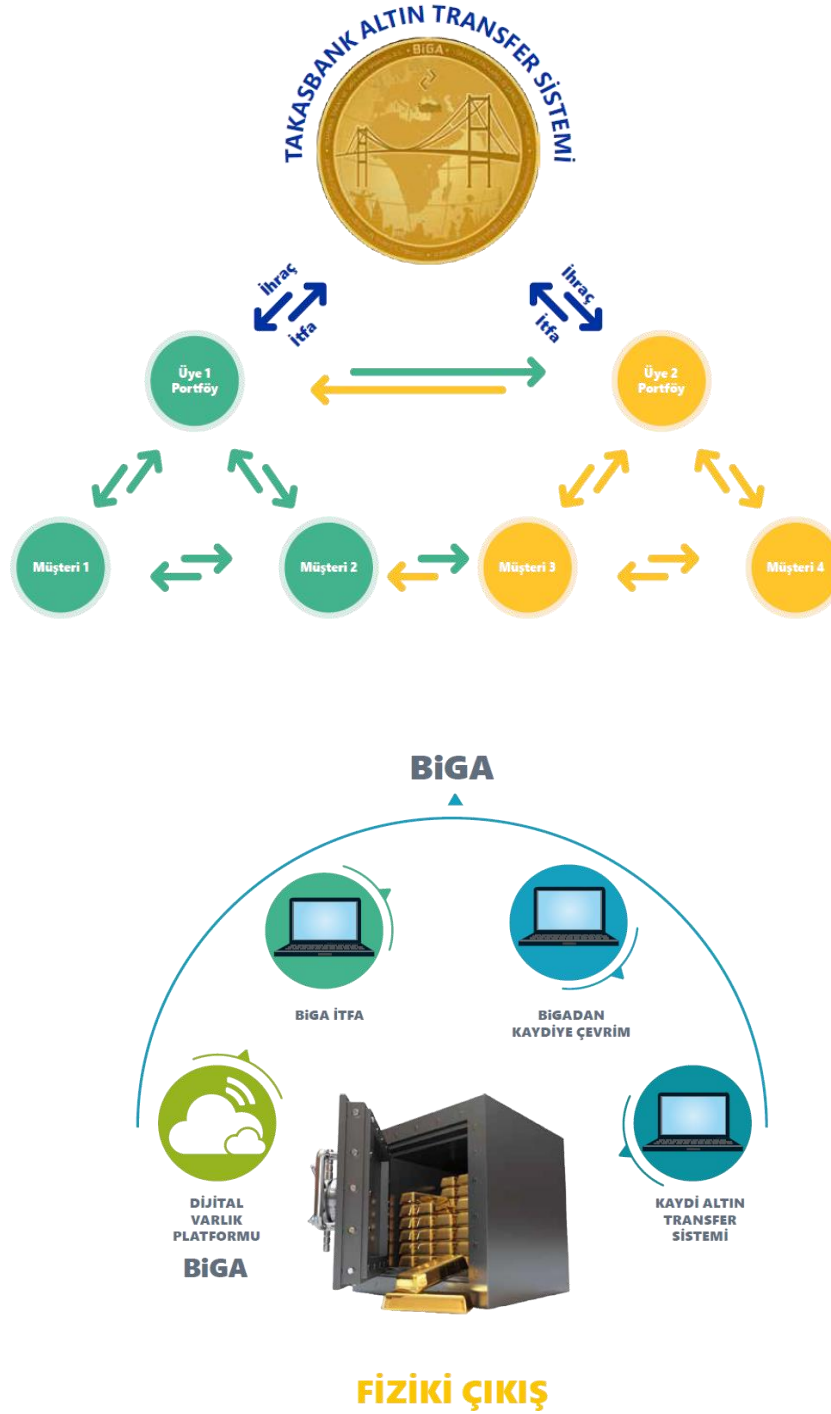 TAKASBANK ALTIN TRANSFER SİSTEMİ
BiGA
İhraç
İtfa
İhraç
İtfa
Üye 1
Portföy
Üye 2
Portföy
Müşteri 1
Müşteri 2
Müşteri 3
Müşteri 4
BiGA
BiGA İTFA
BiGADAN
KAYDİYE ÇEVRİM
DİJİTAL
VARLIK
PLATFORMU
BiGA
KAYDİ ALTIN
TRANSFER
SİSTEMİ
FİZİKİ ÇIKIŞ